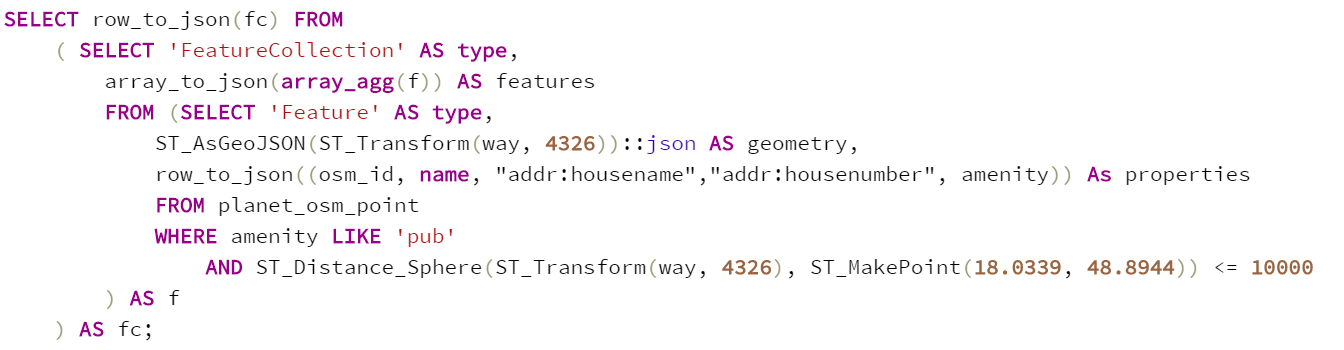 SELECT row_to_json(fc) FROM
( SELECT 'FeatureCollection' AS type,
array_to_json(array_agg(f)) AS features
FROM (SELECT 'Feature' AS type,
ST_AsGeoJSON(ST_Transform(way, 4326))::json AS geometry,
row_to_json((osm_id, name, "addr:housename","addr:housenumber", amenity)) As properties
FROM planet_osm_point
WHERE amenity LIKE 'pub'
AND ST_Distance_Sphere(ST_Transform(way, 4326), ST_MakePoint(18.0339, 48.8944)) <= 10000
) AS f
) AS fc;